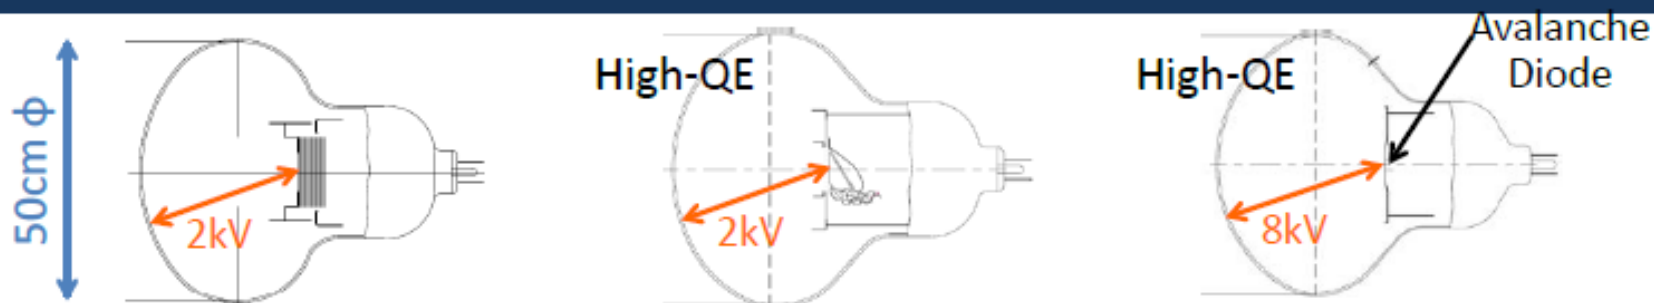 50cm ф
2kV
High-QE
2kV
High-QE
8kV
Avalanche
Diode